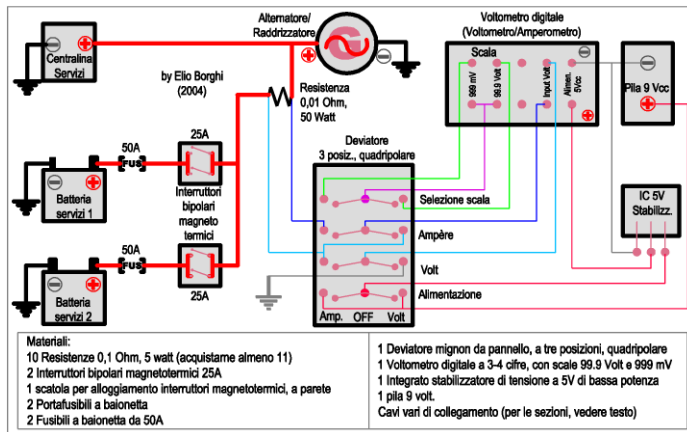 Alternatore/
Raddrizzatore
Centralina
Servizi
by Elio Borghi
(2004)
Resistenza
0,01 Ohm,
50 Watt
Voltometro digitale
(Voltometro/Amperometro)
Scala
999 mV
99.9 Volt
Input Volt
Alimen.
5Vcc
Pila 9 Vcc
50A
FUS
25A
Batteria
servizi 1
Interruttori
bipolari
magneto
termici
50A
FUS
25A
Batteria
servizi 2
Deviatore
3 posiz., quadripolare
Selezione scala
Ampère
Volt
Alimentazione
Amp. OFF Volt
IC 5V
Stabilizz.
Materiali:
10 Resistenze 0,1 Ohm, 5 watt (acquistarne almeno 11)
2 Interruttori bipolari magnetotermici 25A
1 scatola per alloggiamento interruttori magnetotermici, a parete
2 Portafusibili a baionetta
2 Fusibili a baionetta da 50A
1 Deviatore mignon da pannello, a tre posizioni, quadripolare
1 Voltometro digitale a 3-4 cifre, con scale 99.9 Volt e 999 mV
1 Integrato stabilizzatore di tensione a 5V di bassa potenza
1 pila 9 volt.
Cavi vari di collegamento (per le sezioni, vedere testo)